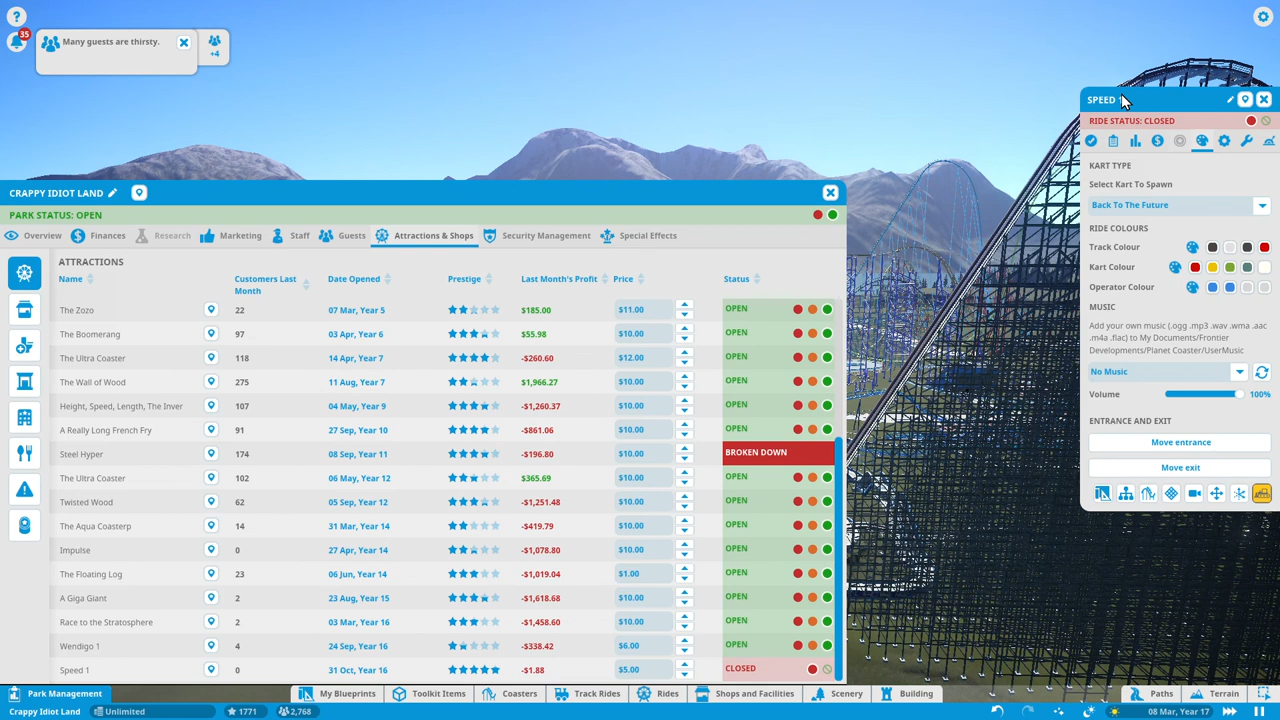 ?
35
Many guests are thirsty.
+4
CRAPPY IDIOT LAND
PARK STATUS: OPEN
Overview Finances Research Marketing Staff Guests Attractions & Shops Security Management Special Effects
ATTRACTIONS
Name Customers Last Month Date Opened Prestige Last Month's Profit Price Status
The Zozo 22 07 Mar, Year 5 $185.00 $11.00 OPEN
The Boomerang 97 03 Apr, Year 6 $55.98 $10.00 OPEN
The Ultra Coaster 118 14 Apr, Year 7 -$260.60 $12.00 OPEN
The Wall of Wood 275 11 Aug, Year 7 $1,966.27 $10.00 OPEN
Height, Speed, Length, The Inver 107 04 May, Year 9 -$1,260.37 $10.00 OPEN
A Really Long French Fry 91 27 Sep, Year 10 -$861.06 $10.00 OPEN
Steel Hyper 174 08 Sep, Year 11 -$196.80 $10.00 BROKEN DOWN
The Ultra Coaster 102 06 May, Year 12 $365.69 $10.00 OPEN
Twisted Wood 62 05 Sep, Year 12 -$1,251.48 $10.00 OPEN
The Aqua Coasterp 14 31 Mar, Year 14 -$419.79 $10.00 OPEN
Impulse 0 27 Apr, Year 14 -$1,078.80 $10.00 OPEN
The Floating Log 23 06 Jun, Year 14 -$1,019.04 $1.00 OPEN
A Giga Giant 2 23 Aug, Year 15 -$1,618.68 $10.00 OPEN
Race to the Stratosphere 2 03 Mar, Year 16 -$1,458.60 $10.00 OPEN
Wendigo 1 4 24 Sep, Year 16 -$338.42 $6.00 OPEN
Speed 1 0 31 Oct, Year 16 -$1.88 $5.00 CLOSED
SPEED
RIDE STATUS: CLOSED
KART TYPE
Select Kart To Spawn
Back To The Future
RIDE COLOURS
Track Colour
Kart Colour
Operator Colour
MUSIC
Add your own music (.ogg .mp3 .wav .wma .aac
.m4a .flac) to My Documents/Frontier
Developments/Planet Coaster/UserMusic
No Music
Volume 100%
ENTRANCE AND EXIT
Move entrance
Move exit
Park Management My Blueprints Toolkit Items Coasters Track Rides Rides Shops and Facilities Scenery Building Paths Terrain
Crappy Idiot Land Unlimited 1771 2,768 08 Mar, Year 17